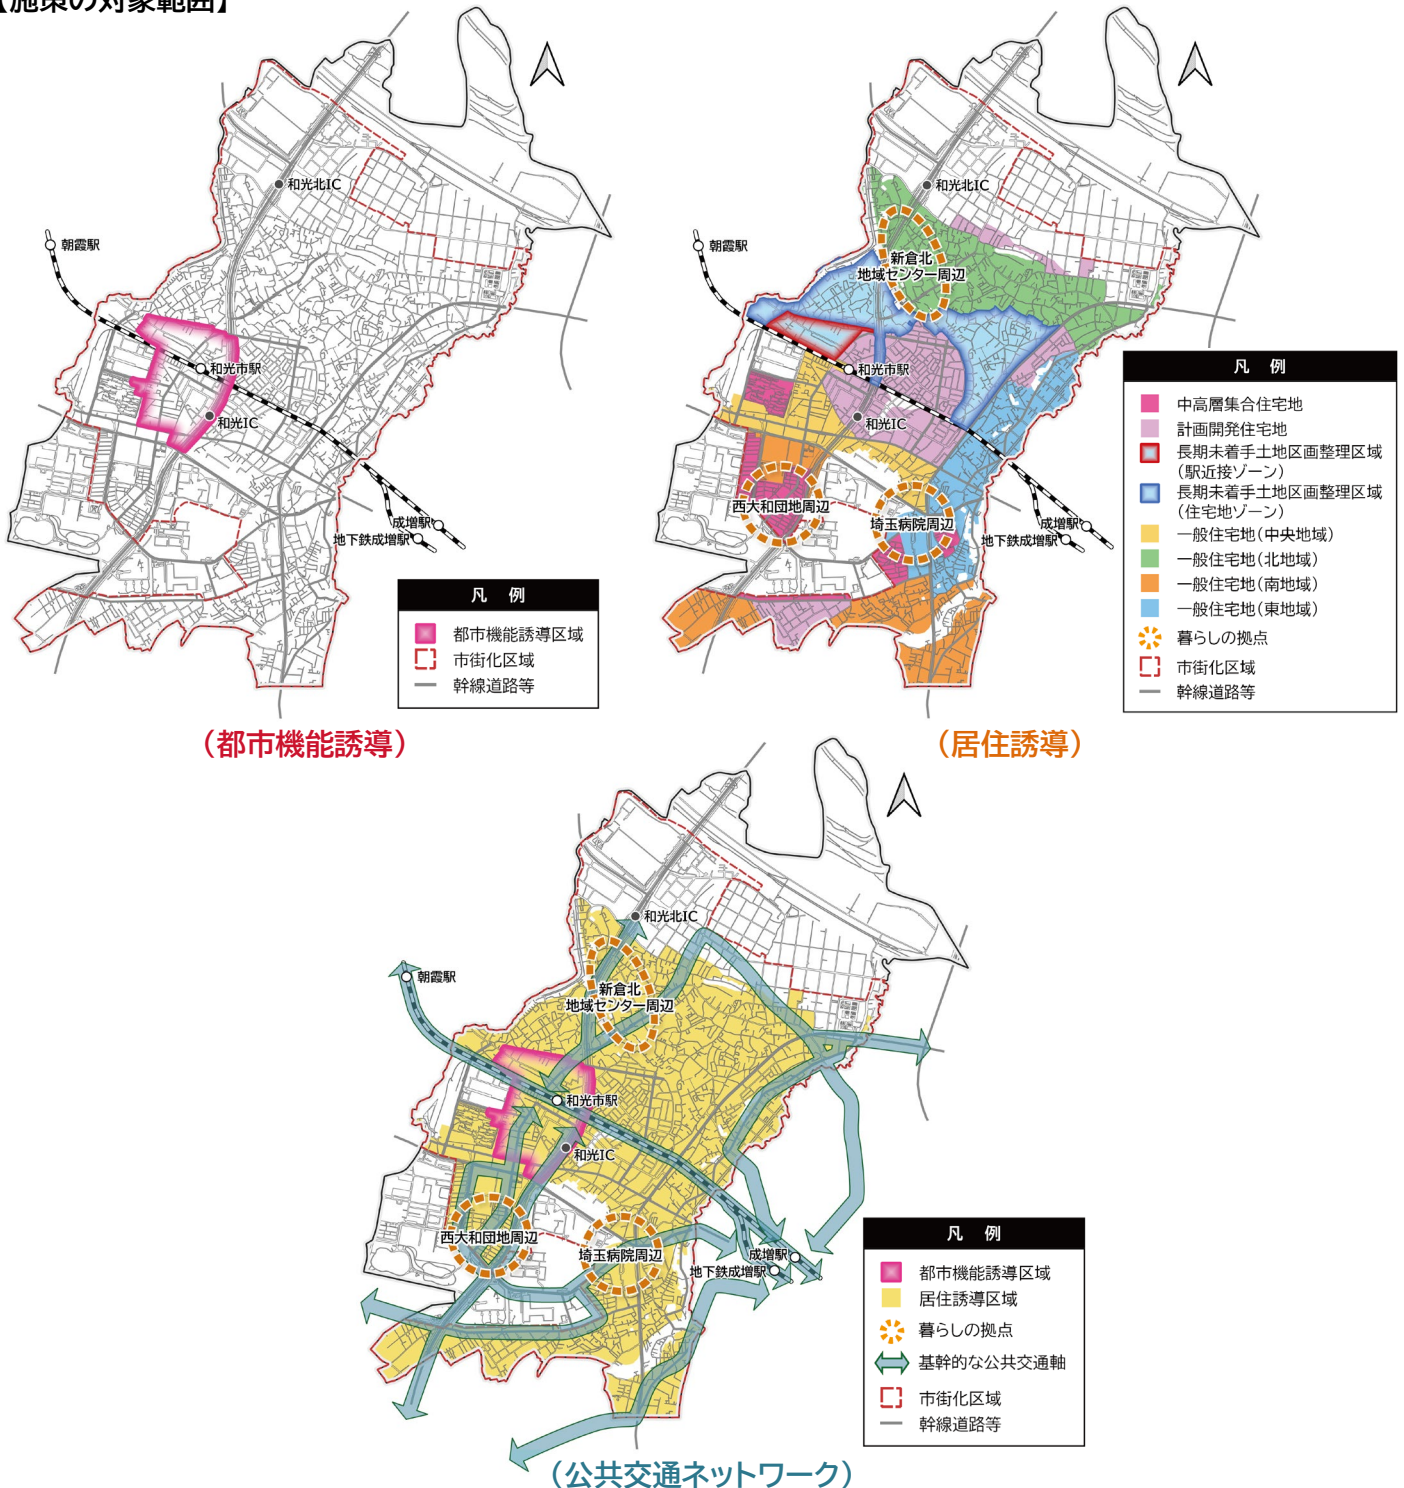 【施策の対象範囲】
和光北IC
朝霞駅
和光市駅
和光IC
成増駅
地下鉄成増駅
凡 例
都市機能誘導区域
市街化区域
幹線道路等
（都市機能誘導）
和光北IC
朝霞駅
新倉北
地域センター周辺
和光市駅
和光IC
西大和団地周辺
埼玉病院周辺
成増駅
地下鉄成増駅
凡 例
中高層集合住宅地
計画開発住宅地
長期未着手土地区画整理区域
（駅近接ゾーン）
長期未着手土地区画整理区域
（住宅地ゾーン）
一般住宅地（中央地域）
一般住宅地（北地域）
一般住宅地（南地域）
一般住宅地（東地域）
暮らしの拠点
市街化区域
幹線道路等
（居住誘導）
和光北IC
朝霞駅
新倉北
地域センター周辺
和光市駅
和光IC
西大和団地周辺
埼玉病院周辺
成増駅
地下鉄成増駅
凡 例
都市機能誘導区域
居住誘導区域
暮らしの拠点
基幹的な公共交通軸
市街化区域
幹線道路等
（公共交通ネットワーク）